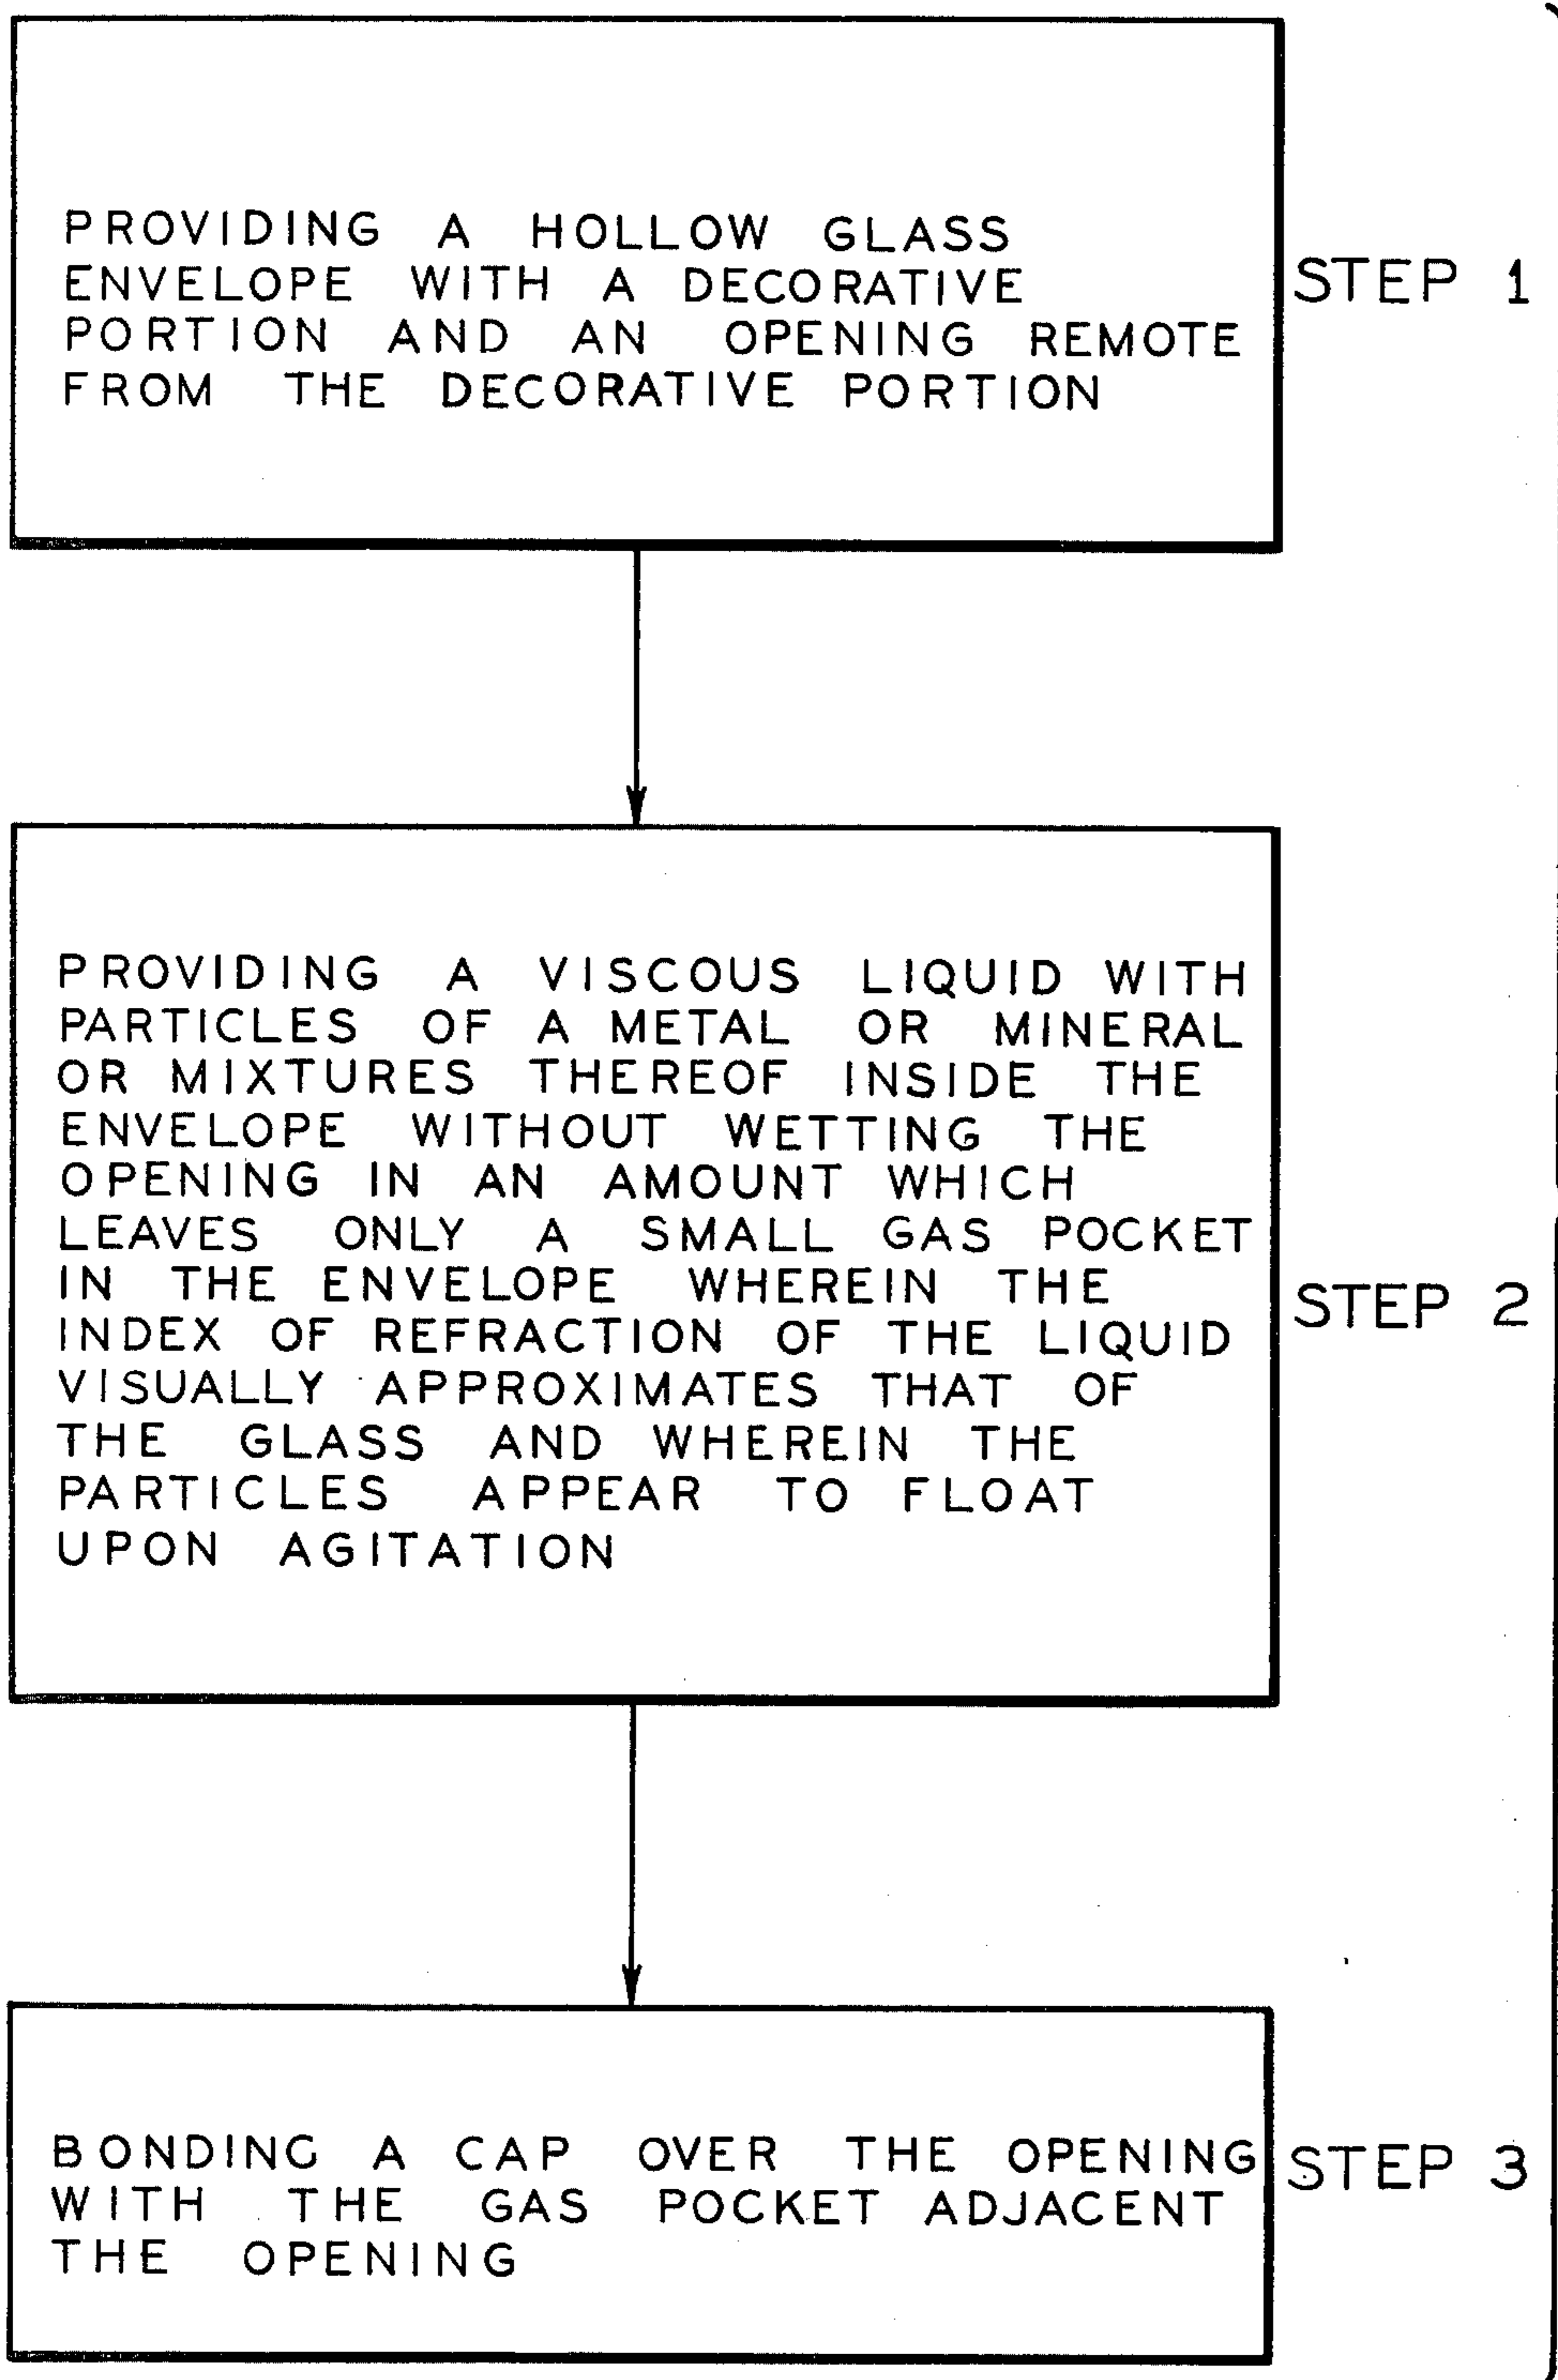 PROVIDING A HOLLOW GLASS
ENVELOPE WITH A DECORATIVE
PORTION AND AN OPENING REMOTE
FROM THE DECORATIVE PORTION
STEP 1
PROVIDING A VISCOUS LIQUID WITH
PARTICLES OF A METAL OR MINERAL
OR MIXTURES THEREOF INSIDE THE
ENVELOPE WITHOUT WETTING THE
OPENING IN AN AMOUNT WHICH
LEAVES ONLY A SMALL GAS POCKET
IN THE ENVELOPE WHEREIN THE
INDEX OF REFRACTION OF THE LIQUID
VISUALLY APPROXIMATES THAT OF
THE GLASS AND WHEREIN THE
PARTICLES APPEAR TO FLOAT
UPON AGITATION
STEP 2
BONDING A CAP OVER THE OPENING
WITH THE GAS POCKET ADJACENT
THE OPENING
STEP 3